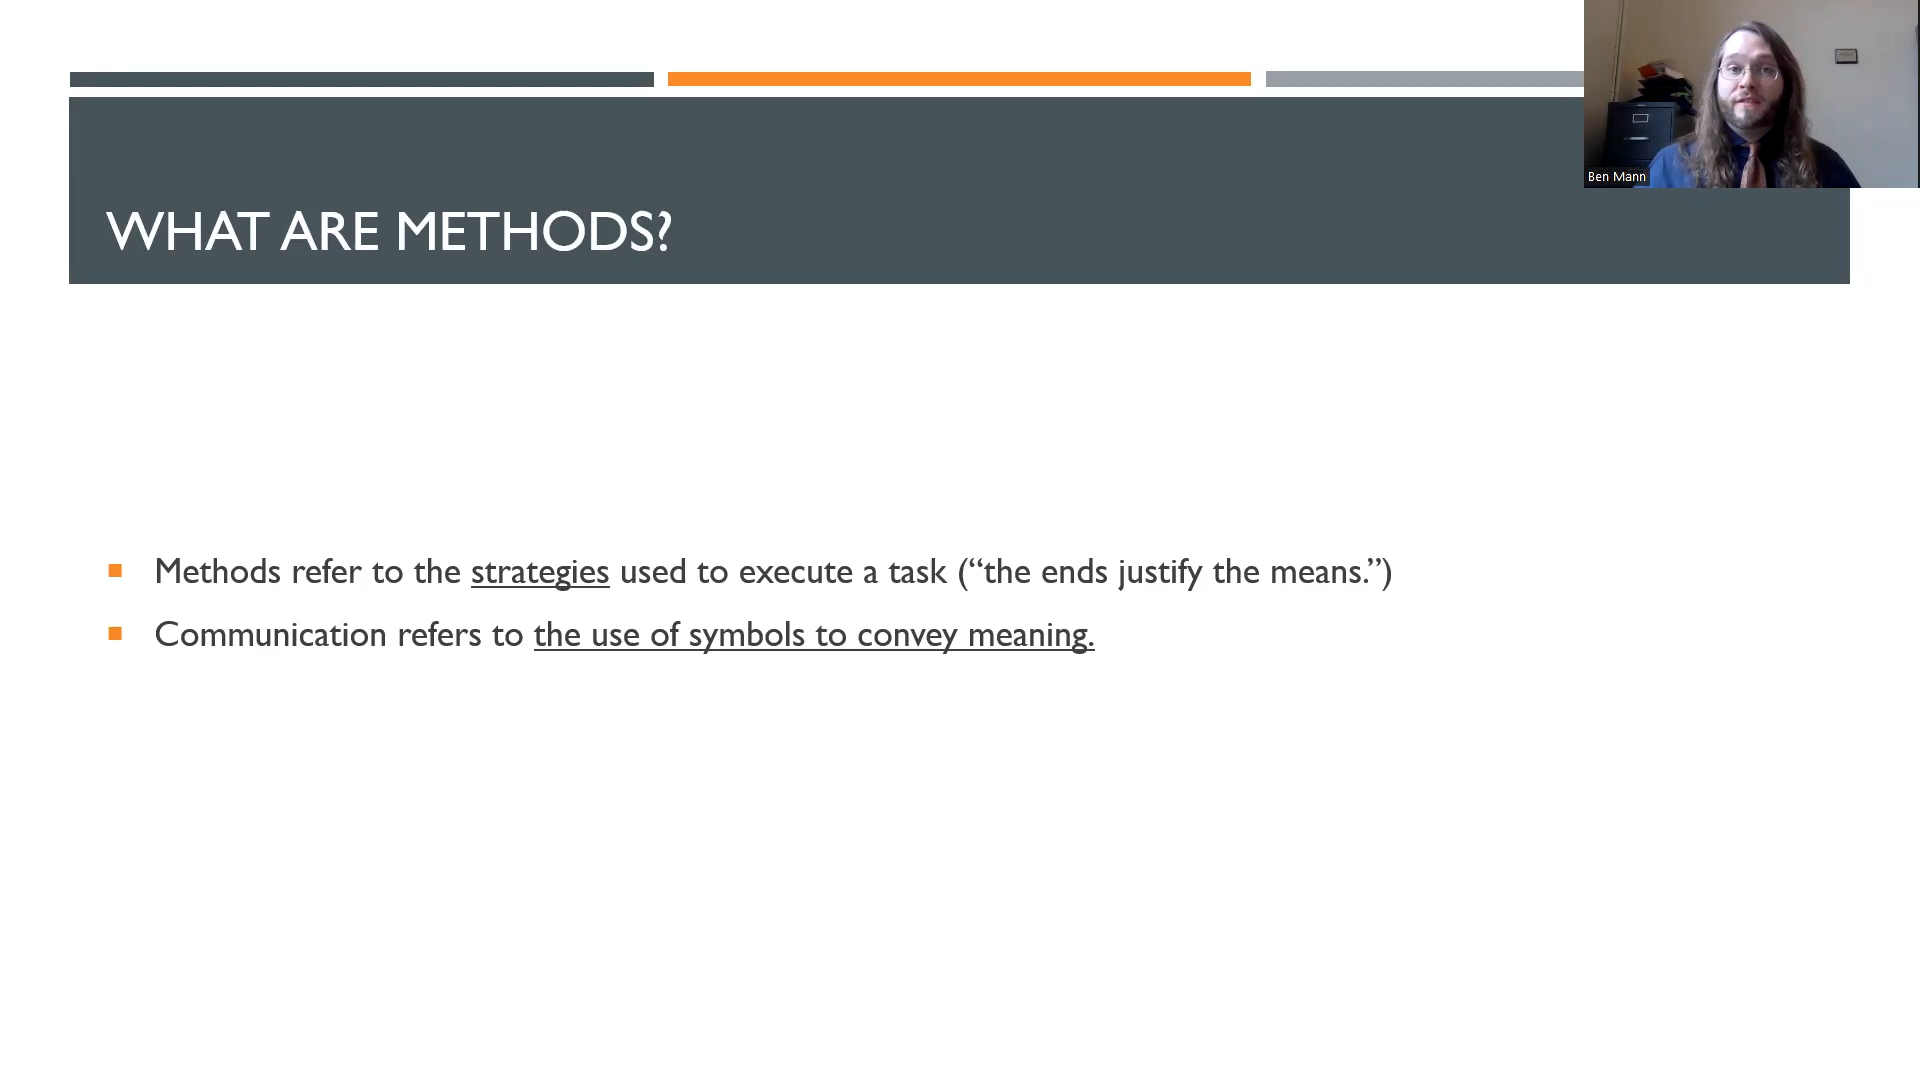 Ben Mann
WHAT ARE METHODS?
Methods refer to the strategies used to execute a task (“the ends justify the means.”)
Communication refers to the use of symbols to convey meaning.